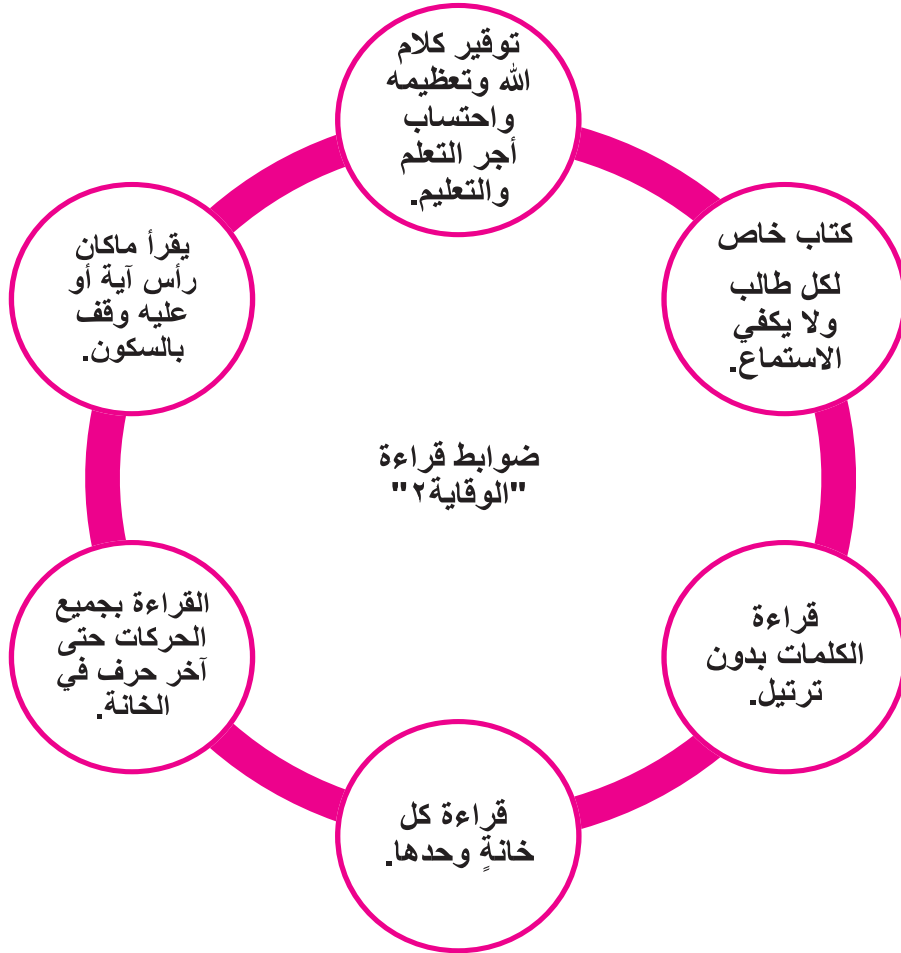 توقير كلام
الله وتعظيمه
واحتساب
أجر التعلم
والتعليم.
كتاب خاص
لكل طالب
ولا يكفي
الاستماع.
قراءة
الكلمات بدون
ترتيل.
قراءة كل
خانةٍ وحدها.
القراءة بجميع
الحركات حتى
آخر حرف في
الخانة.
يقرأ ماكان
رأس آية أو
عليه وقف
بالسكون.
ضوابط قراءة
"الوقاية٢"